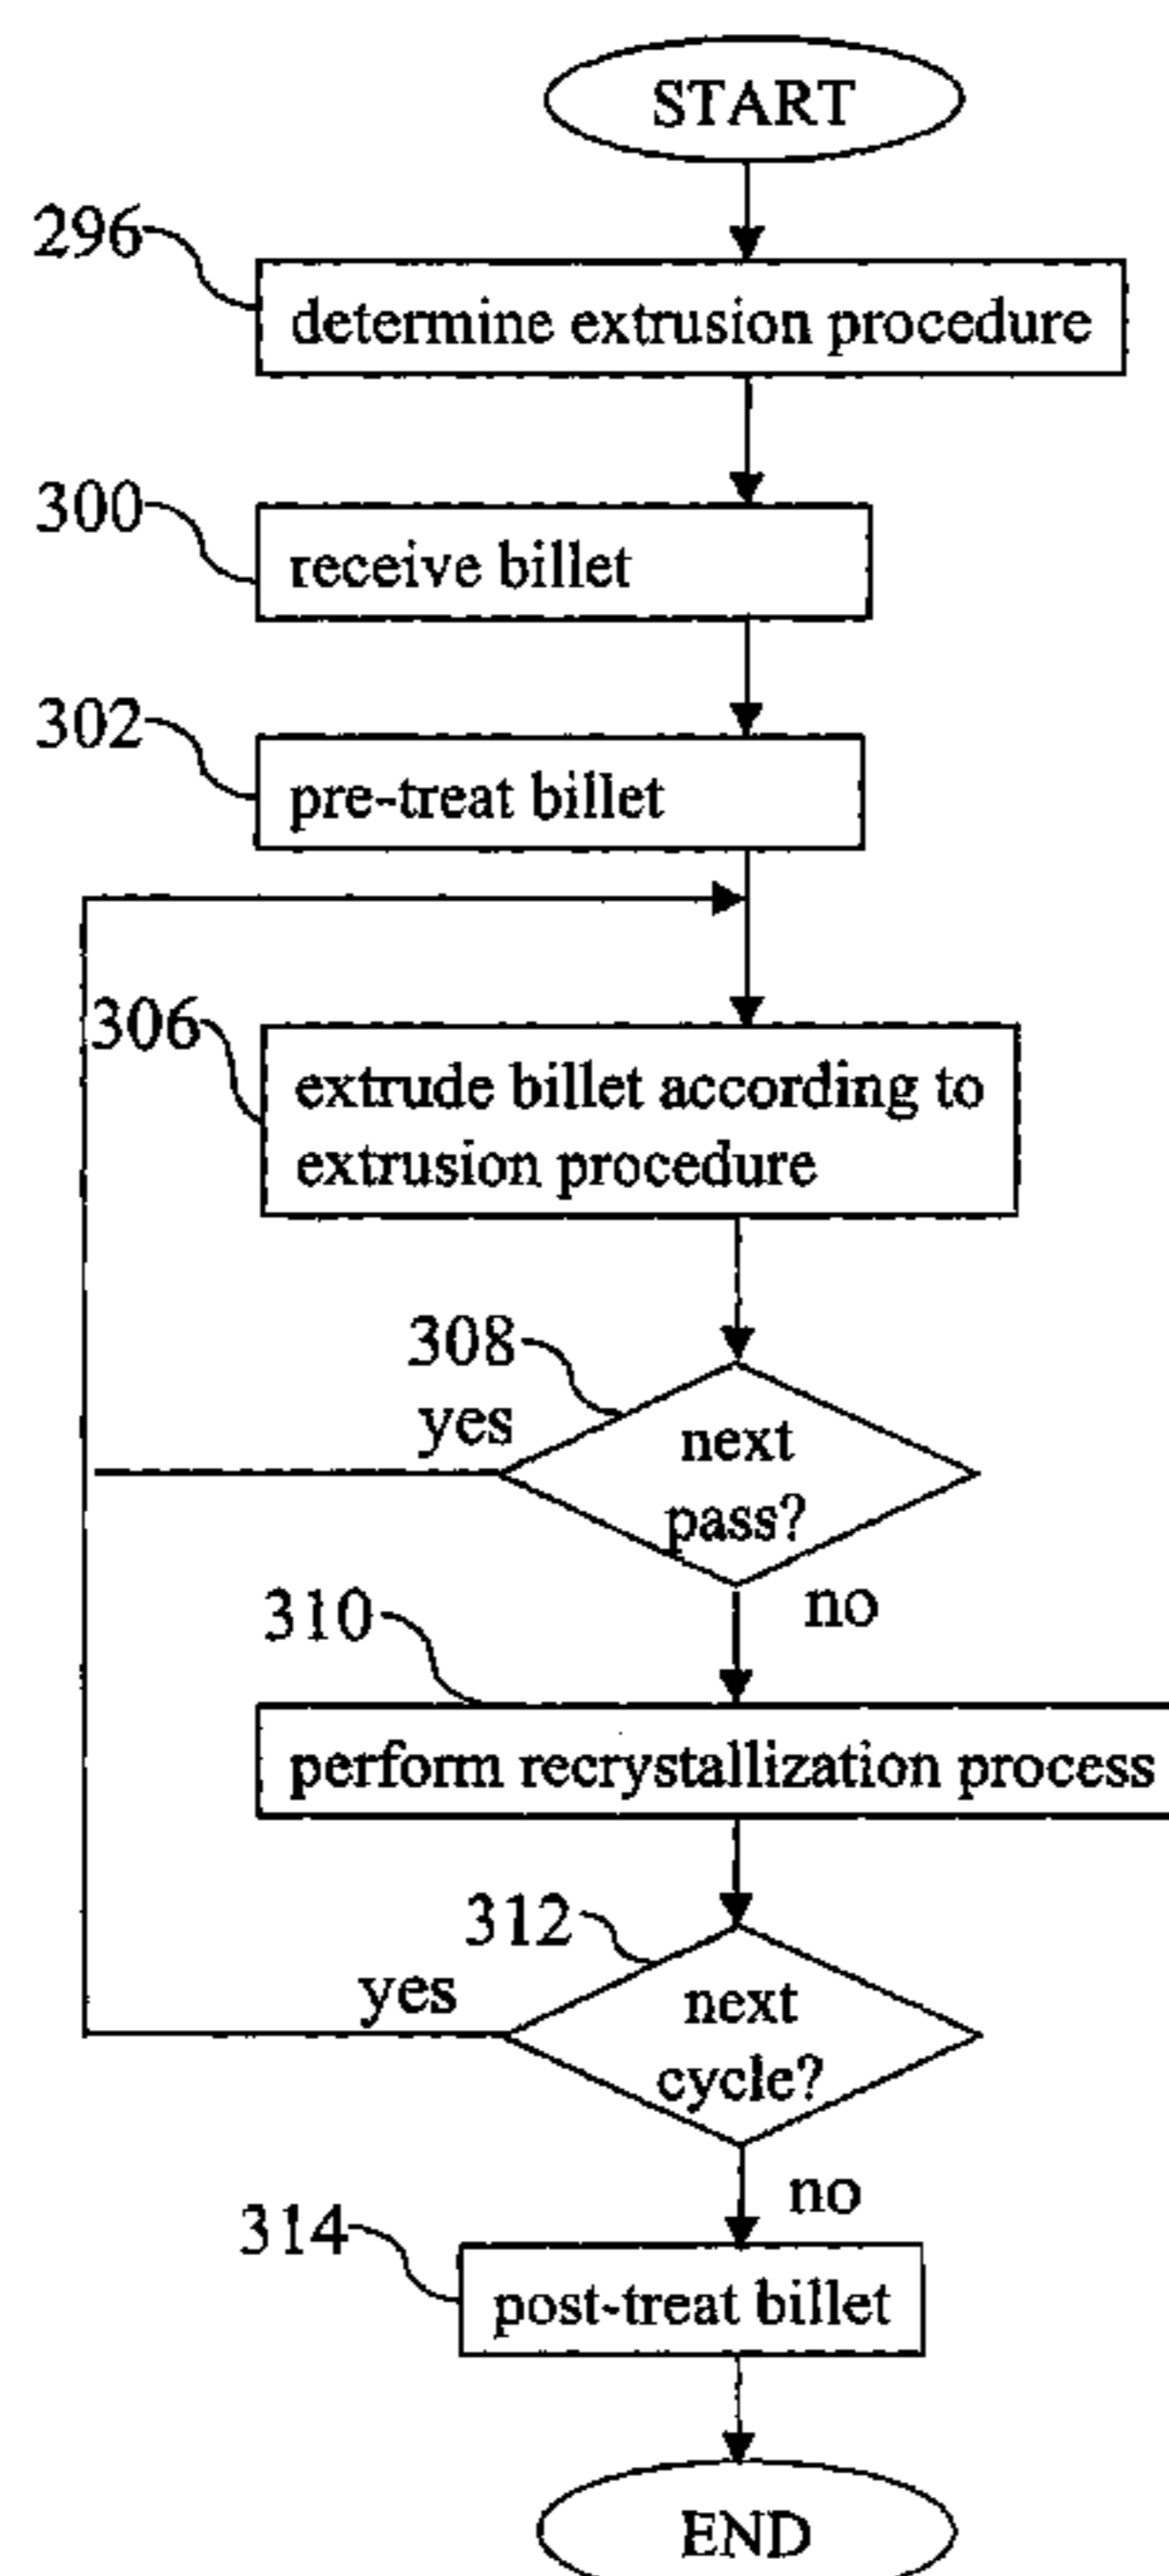 START
296
determine extrusion procedure
300
receive billet
302
pre-treat billet
306
extrude billet according to
extrusion procedure
308
yes
next
pass?
no
310
perform recrystallization process
312
yes
next
cycle?
no
314
post-treat billet
END